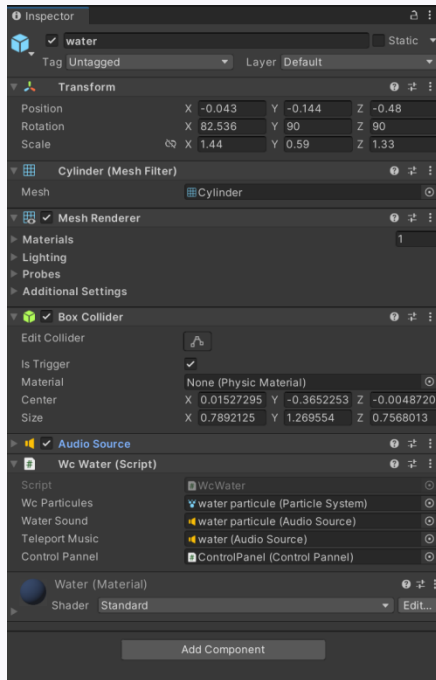 Inspector
water Static
Tag Untagged Layer Default
Transform
Position X -0.043 Y -0.144 Z -0.48
Rotation X 82.536 Y 90 Z 90
Scale X 1.44 Y 0.59 Z 1.33
Cylinder (Mesh Filter)
Mesh Cylinder
Mesh Renderer
Materials 1
Lighting
Probes
Additional Settings
Box Collider
Edit Collider
Is Trigger
Material None (Physic Material)
Center X 0.01527295 Y -0.3652253 Z -0.0048720
Size X 0.7892125 Y 1.269554 Z 0.7568013
Audio Source
# Wc Water (Script)
Script # WcWater
Wc Particules water particule (Particle System)
Water Sound water particule (Audio Source)
Teleport Music water (Audio Source)
Control Pannel # ControlPanel (Control Pannel)
Water (Material)
Shader Standard Edit...
Add Component